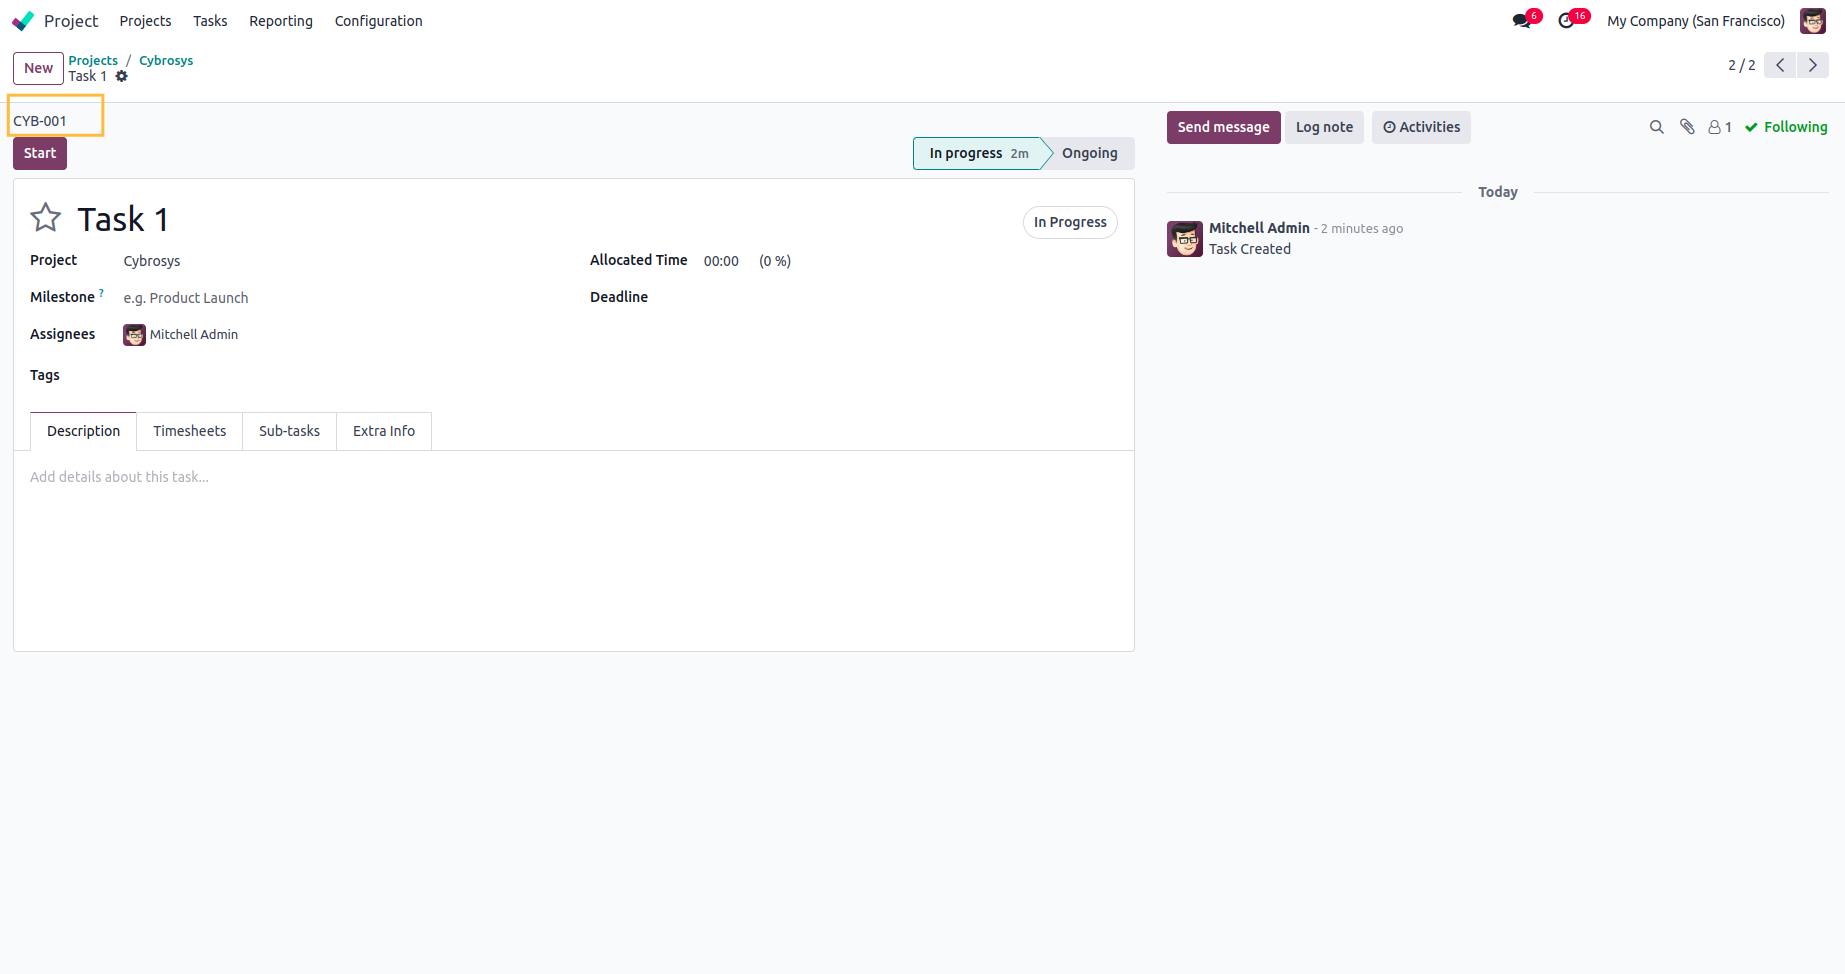 Project Projects Tasks Reporting Configuration 6 16 My Company (San Francisco)
New Projects / Cybrosys
Task 1
2 / 2
CYB-001
Start
In progress 2m Ongoing
Send message Log note Activities 1 Following
Task 1 In Progress
Project Cybrosys Allocated Time 00:00 (0 %)
Milestone ? e.g. Product Launch Deadline
Assignees Mitchell Admin
Tags
Description Timesheets Sub-tasks Extra Info
Add details about this task...
Today
Mitchell Admin - 2 minutes ago
Task Created